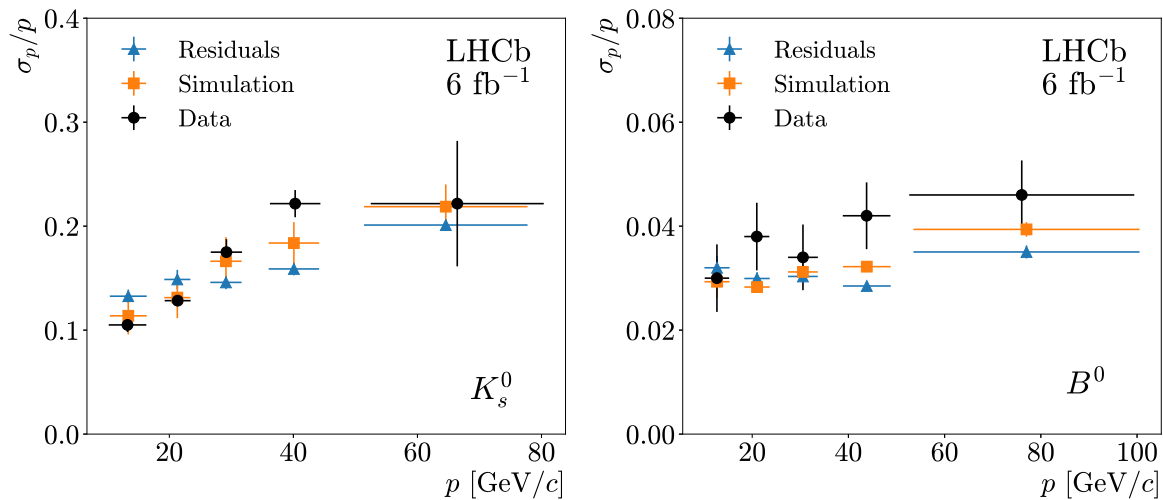 σp/p
0.4
0.3
0.2
0.1
0.0
Residuals
Simulation
Data
LHCb
6 fb⁻¹
K⁰ₛ
20
40
60
80
p [GeV/c]
σp/p
0.08
0.06
0.04
0.02
0.00
Residuals
Simulation
Data
LHCb
6 fb⁻¹
B⁰
20
40
60
80
100
p [GeV/c]